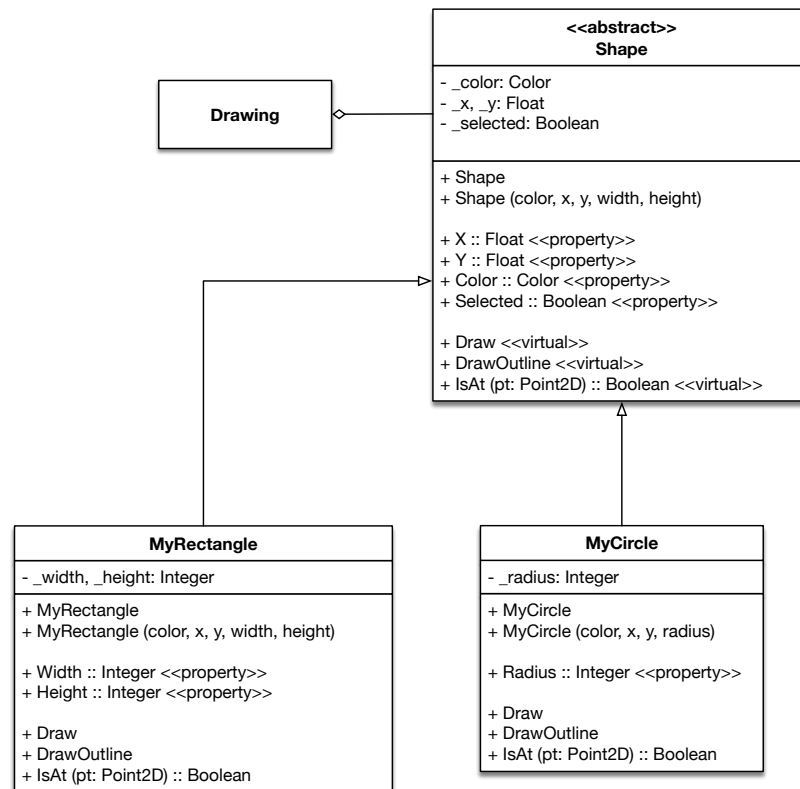 <<abstract>>
Shape
- _color: Color
- _x, _y: Float
- _selected: Boolean
+ Shape
+ Shape (color, x, y, width, height)
+ X :: Float <<property>>
+ Y :: Float <<property>>
+ Color :: Color <<property>>
+ Selected :: Boolean <<property>>
+ Draw <<virtual>>
+ DrawOutline <<virtual>>
+ IsAt (pt: Point2D) :: Boolean <<virtual>>
Drawing
MyRectangle
- _width, _height: Integer
+ MyRectangle
+ MyRectangle (color, x, y, width, height)
+ Width :: Integer <<property>>
+ Height :: Integer <<property>>
+ Draw
+ DrawOutline
+ IsAt (pt: Point2D) :: Boolean
MyCircle
- _radius: Integer
+ MyCircle
+ MyCircle (color, x, y, radius)
+ Radius :: Integer <<property>>
+ Draw
+ DrawOutline
+ IsAt (pt: Point2D) :: Boolean